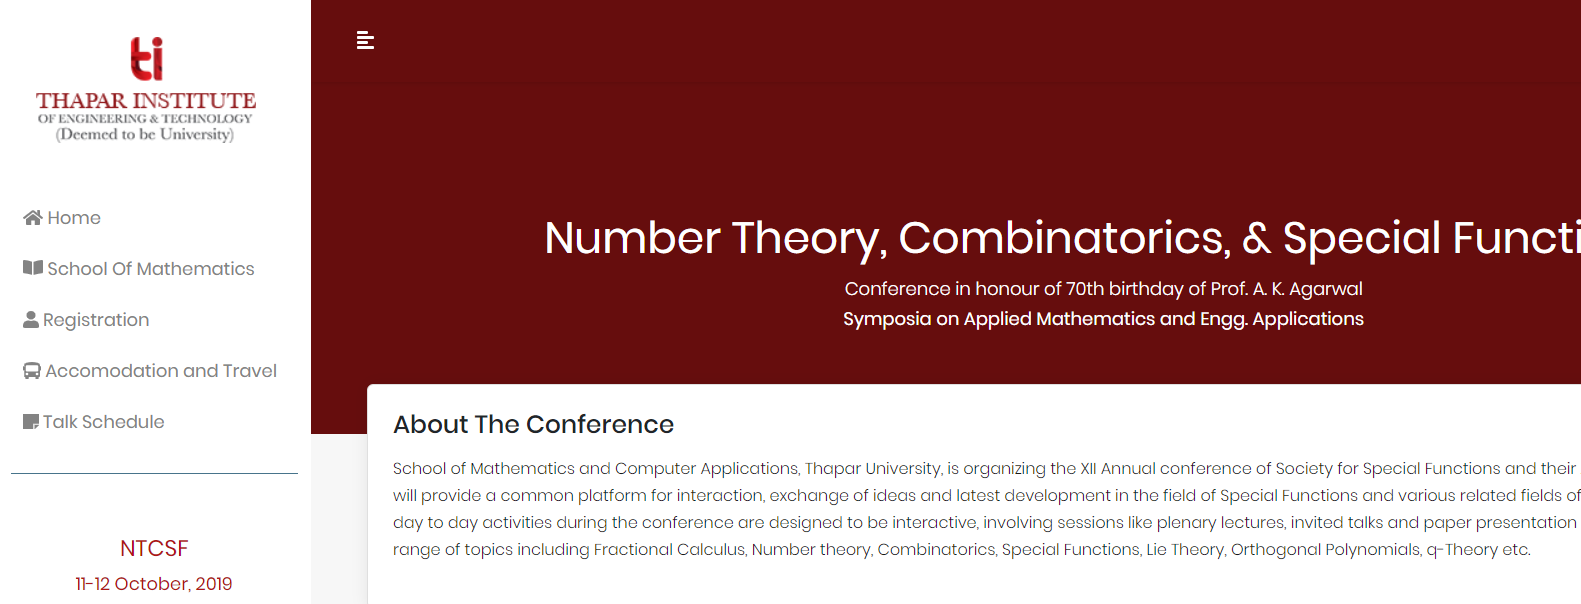 THAPAR INSTITUTE
OF ENGINEERING & TECHNOLOGY
(Deemed to be University)
Home
School Of Mathematics
Registration
Accomodation and Travel
Talk Schedule
NTCSF
11-12 October, 2019
Number Theory, Combinatorics, & Special Functi
Conference in honour of 70th birthday of Prof. A. K. Agarwal
Symposia on Applied Mathematics and Engg. Applications
About The Conference
School of Mathematics and Computer Applications, Thapar University, is organizing the XII Annual conference of Society for Special Functions and their
will provide a common platform for interaction, exchange of ideas and latest development in the field of Special Functions and various related fields of
day to day activities during the conference are designed to be interactive, involving sessions like plenary lectures, invited talks and paper presentation
range of topics including Fractional Calculus, Number theory, Combinatorics, Special Functions, Lie Theory, Orthogonal Polynomials, q-Theory etc.